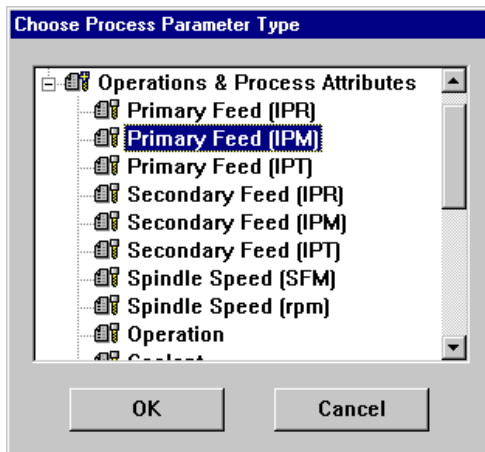 Choose Process Parameter Type
Operations & Process Attributes
Primary Feed (IPR)
Primary Feed (IPM)
Primary Feed (IPT)
Secondary Feed (IPR)
Secondary Feed (IPM)
Secondary Feed (IPT)
Spindle Speed (SFM)
Spindle Speed (rpm)
Operation
Coolant
OK Cancel